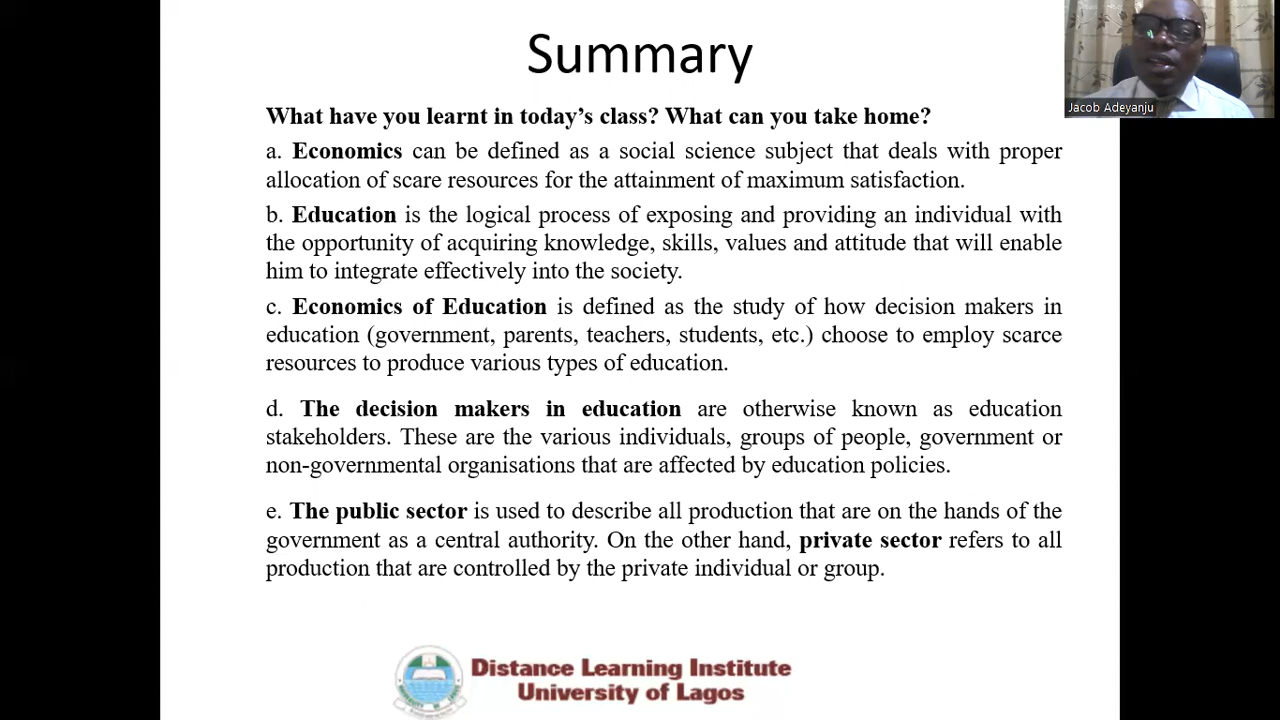 Summary
Jacob Adeyanju
What have you learnt in today's class? What can you take home?
a. Economics can be defined as a social science subject that deals with proper
allocation of scare resources for the attainment of maximum satisfaction.
b. Education is the logical process of exposing and providing an individual with
the opportunity of acquiring knowledge, skills, values and attitude that will enable
him to integrate effectively into the society.
c. Economics of Education is defined as the study of how decision makers in
education (government, parents, teachers, students, etc.) choose to employ scarce
resources to produce various types of education.
d. The decision makers in education are otherwise known as education
stakeholders. These are the various individuals, groups of people, government or
non-governmental organisations that are affected by education policies.
e. The public sector is used to describe all production that are on the hands of the
government as a central authority. On the other hand, private sector refers to all
production that are controlled by the private individual or group.
Distance Learning Institute
University of Lagos